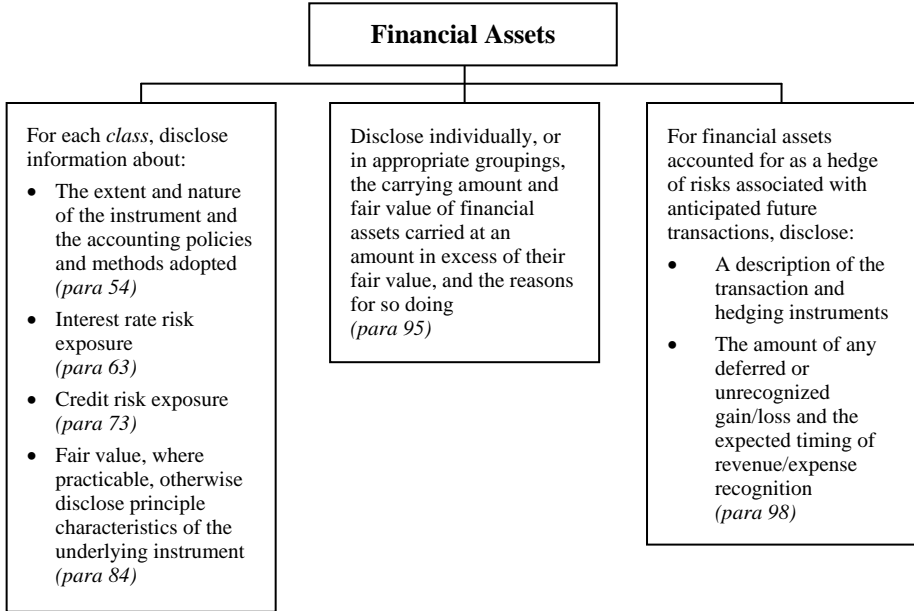 Financial Assets
For each class, disclose
information about:
• The extent and nature
of the instrument and
the accounting policies
and methods adopted
(para 54)
• Interest rate risk
exposure
(para 63)
• Credit risk exposure
(para 73)
• Fair value, where
practicable, otherwise
disclose principle
characteristics of the
underlying instrument
(para 84)
Disclose individually, or
in appropriate groupings,
the carrying amount and
fair value of financial
assets carried at an
amount in excess of their
fair value, and the reasons
for so doing
(para 95)
For financial assets
accounted for as a hedge
of risks associated with
anticipated future
transactions, disclose:
• A description of the
transaction and
hedging instruments
• The amount of any
deferred or
unrecognized
gain/loss and the
expected timing of
revenue/expense
recognition
(para 98)